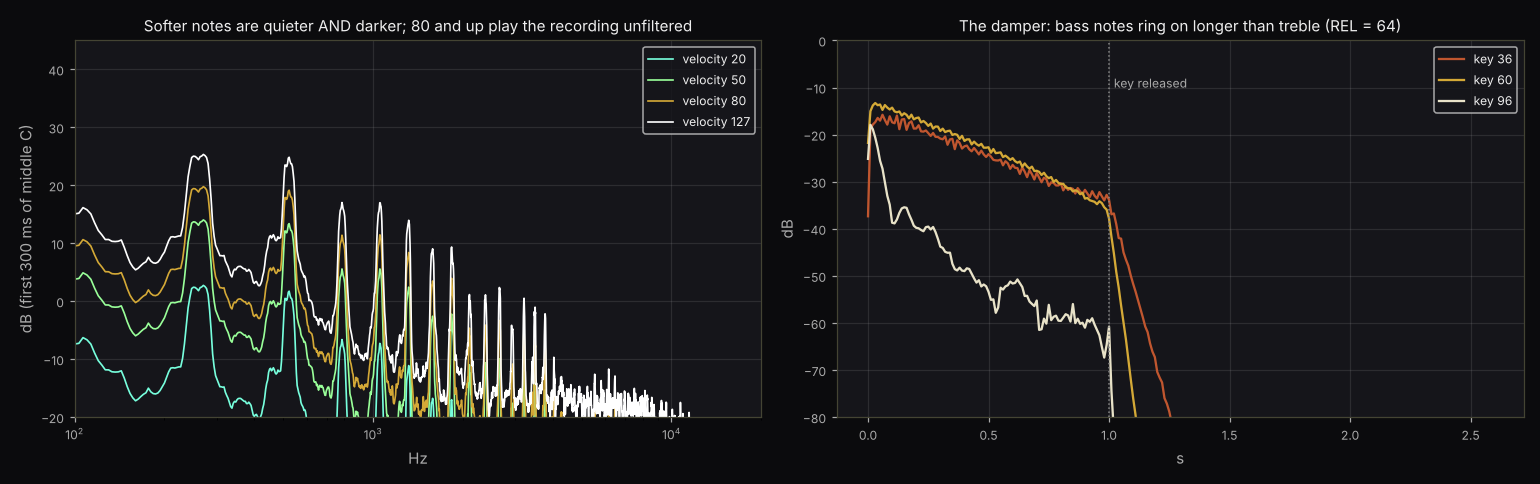 Softer notes are quieter AND darker; 80 and up play the recording unfiltered
dB (first 300 ms of middle C)
40
30
20
10
0
−10
−20
10²
10³
10⁴
Hz
velocity 20
velocity 50
velocity 80
velocity 127
The damper: bass notes ring on longer than treble (REL = 64)
dB
0
−10
−20
−30
−40
−50
−60
−70
−80
0.0
0.5
1.0
1.5
2.0
2.5
s
key released
key 36
key 60
key 96